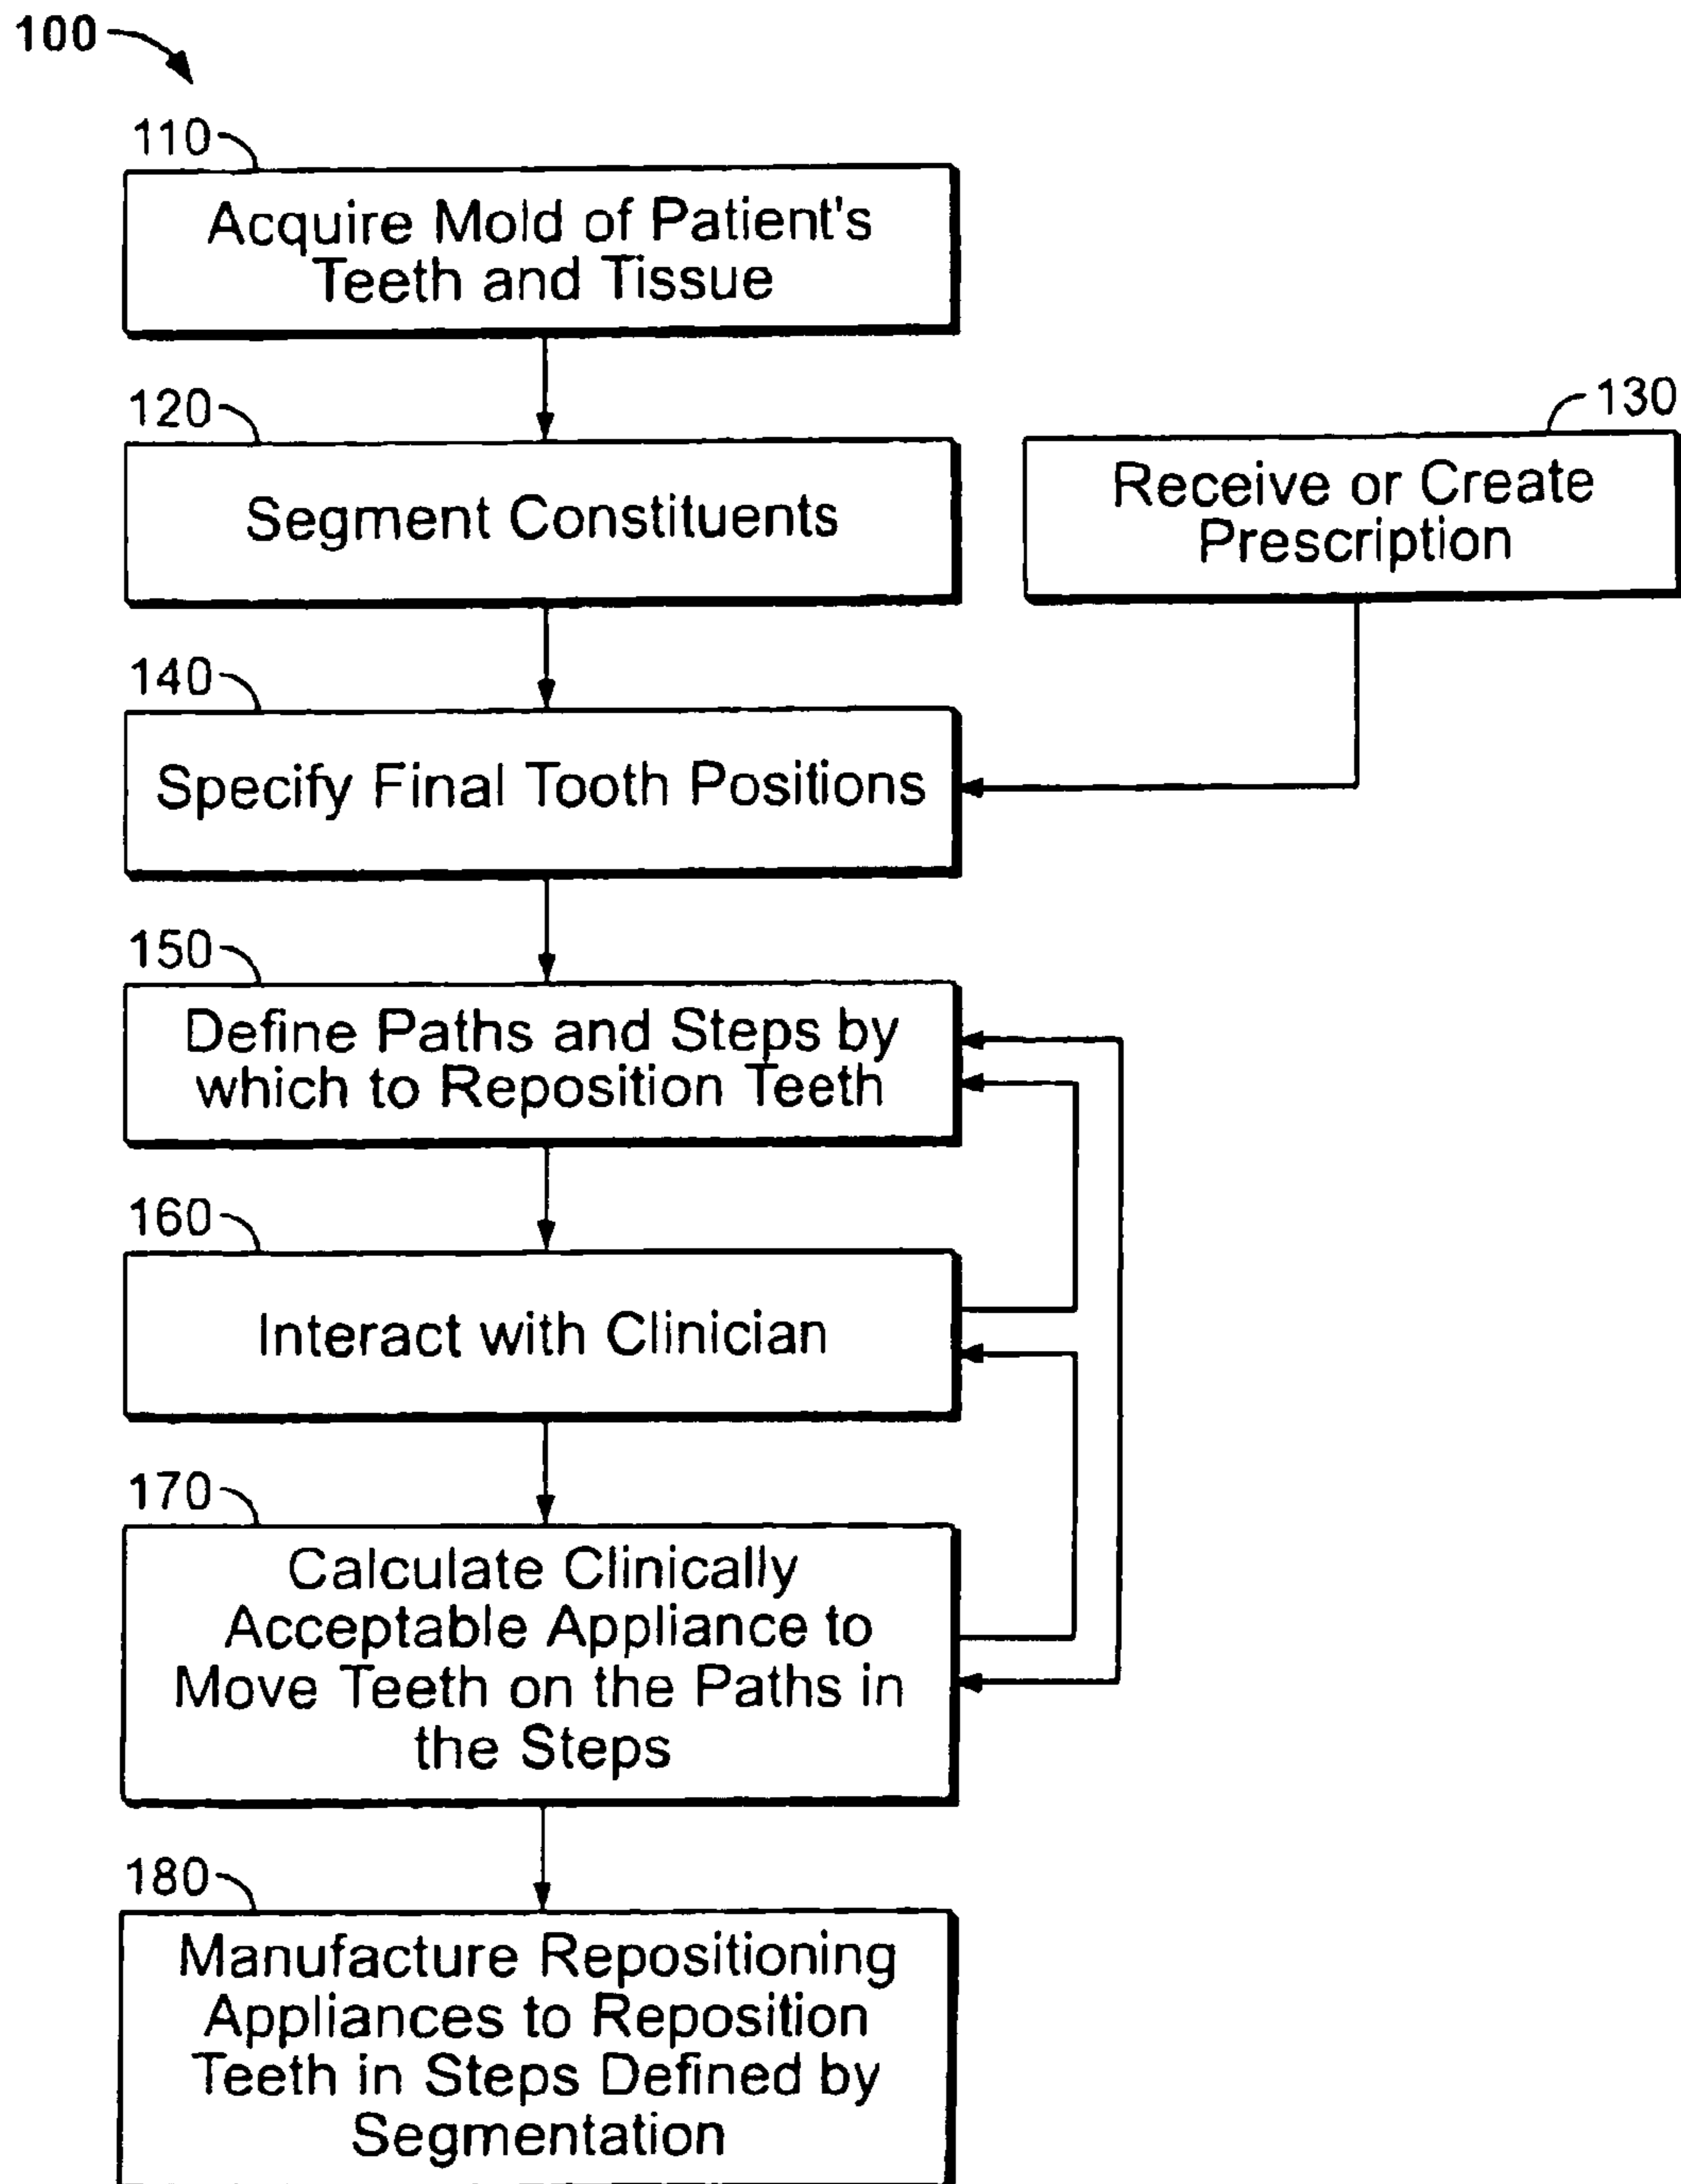 100
110
Acquire Mold of Patient's
Teeth and Tissue
120
Segment Constituents
130
Receive or Create
Prescription
140
Specify Final Tooth Positions
150
Define Paths and Steps by
which to Reposition Teeth
160
Interact with Clinician
170
Calculate Clinically
Acceptable Appliance to
Move Teeth on the Paths in
the Steps
180
Manufacture Repositioning
Appliances to Reposition
Teeth in Steps Defined by
Segmentation